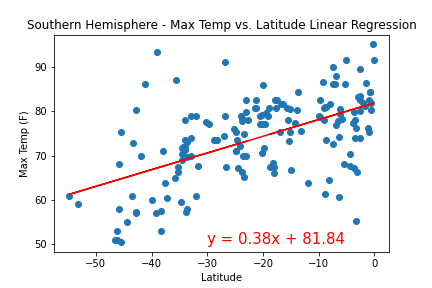 Southern Hemisphere - Max Temp vs. Latitude Linear Regression
Max Temp (F)
90
80
70
60
50
y = 0.38x + 81.84
−50
−40
−30
−20
−10
0
Latitude